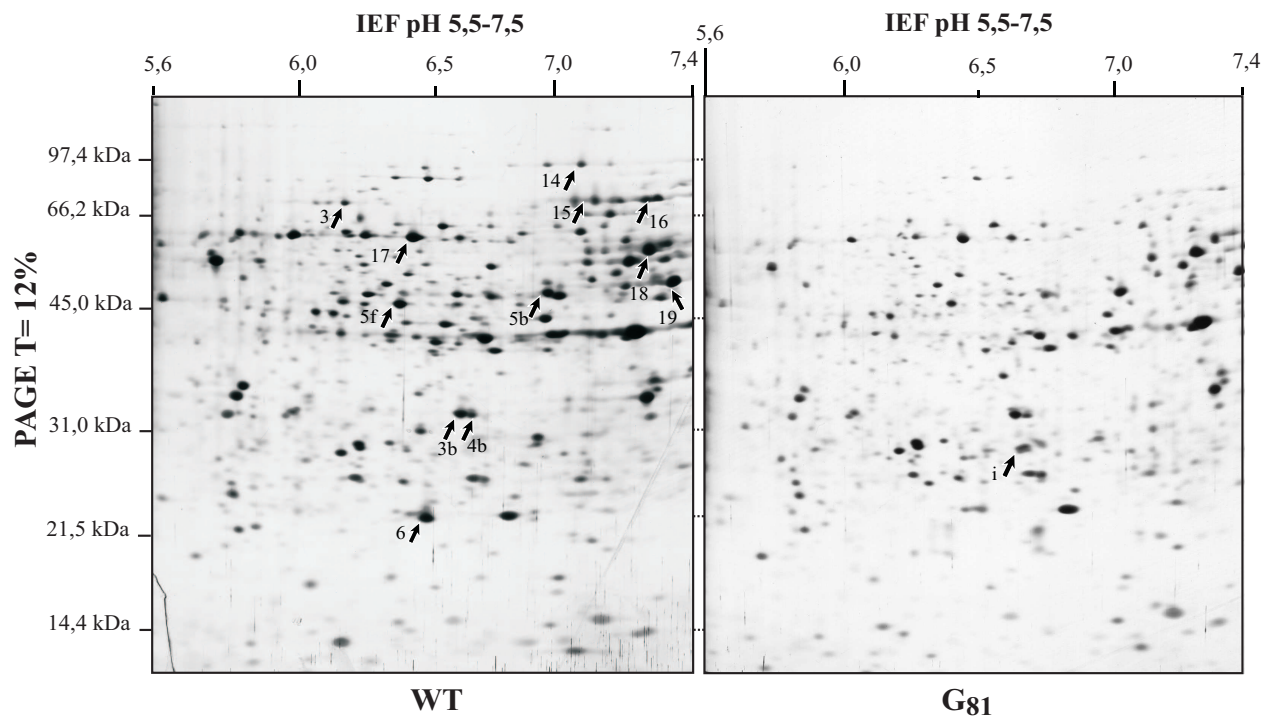 IEF pH 5,5-7,5
IEF pH 5,5-7,5
5,6 6,0 6,5 7,0 7,4
5,6 6,0 6,5 7,0 7,4
PAGE T= 12%
97,4 kDa
66,2 kDa
45,0 kDa
31,0 kDa
21,5 kDa
14,4 kDa
14
3
15
16
17
18
5f
5b
19
3b
4b
6
i
WT
G81